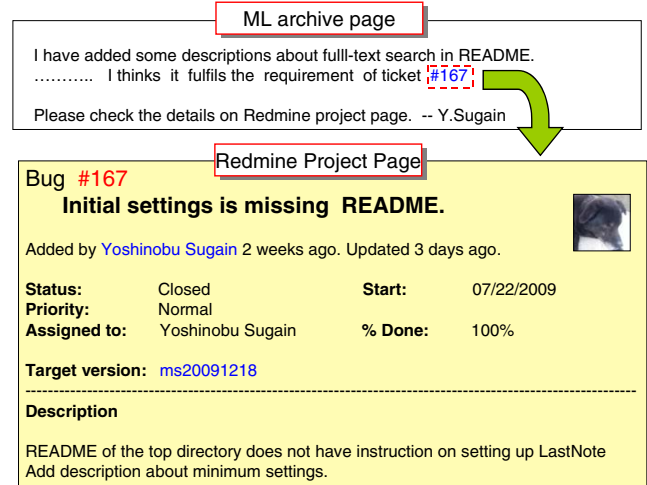 ML archive page
I have added some descriptions about fulll-text search in README.
……….. I thinks it fulfils the requirement of ticket #167
Please check the details on Redmine project page. -- Y.Sugain
Redmine Project Page
Bug #167
Initial settings is missing README.
Added by Yoshinobu Sugain 2 weeks ago. Updated 3 days ago.
Status: Closed Start: 07/22/2009
Priority: Normal
Assigned to: Yoshinobu Sugain % Done: 100%
Target version: ms20091218
Description
README of the top directory does not have instruction on setting up LastNote
Add description about minimum settings.